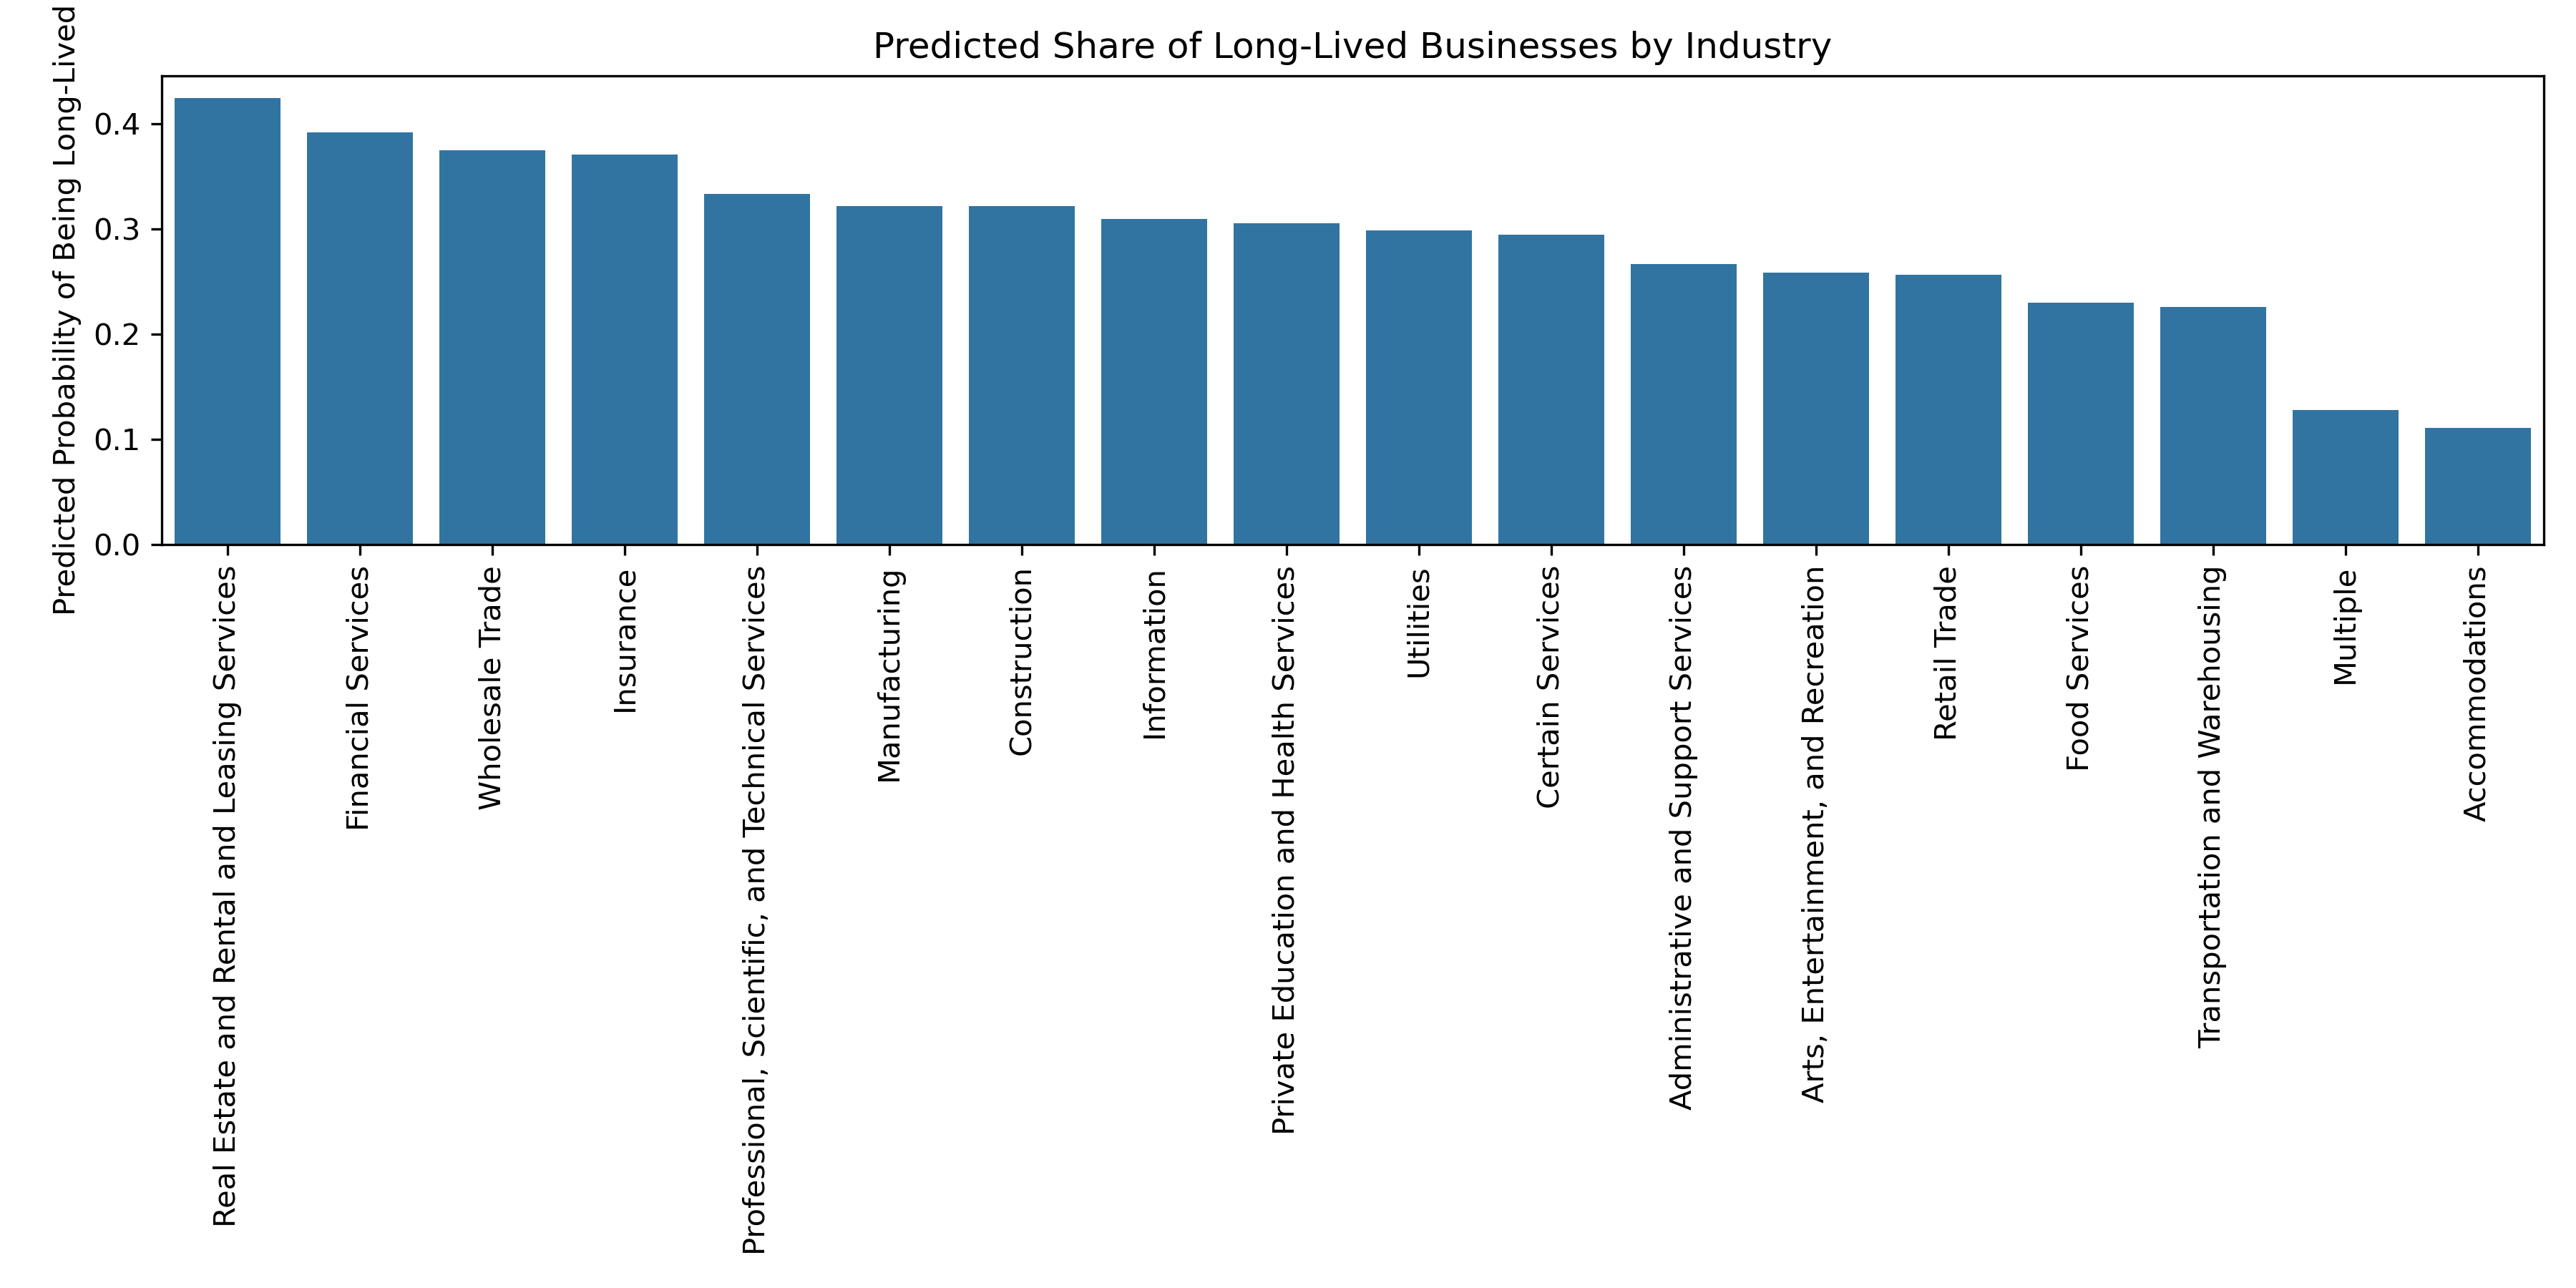 Predicted Share of Long-Lived Businesses by Industry
Predicted Probability of Being Long-Lived
0.4
0.3
0.2
0.1
0.0
Real Estate and Rental and Leasing Services
Financial Services
Wholesale Trade
Insurance
Professional, Scientific, and Technical Services
Manufacturing
Construction
Information
Private Education and Health Services
Utilities
Certain Services
Administrative and Support Services
Arts, Entertainment, and Recreation
Retail Trade
Food Services
Transportation and Warehousing
Multiple
Accommodations